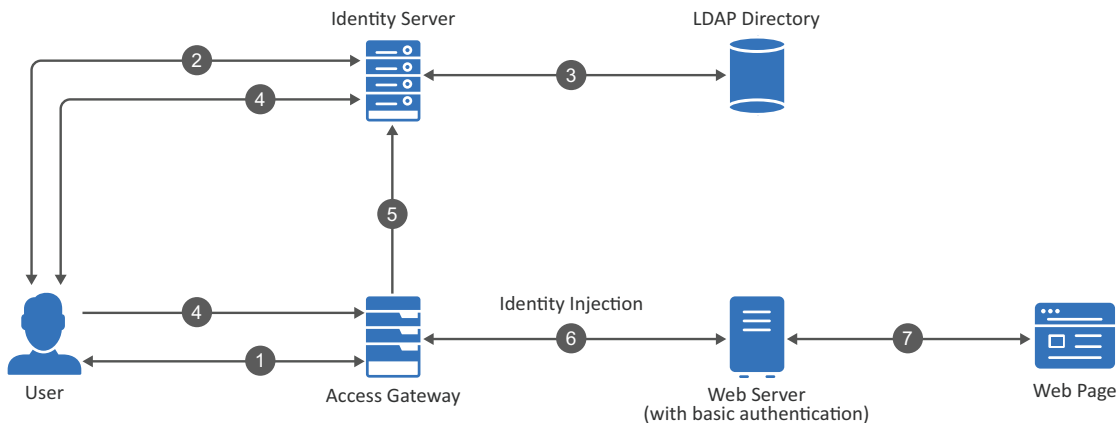 Identity Server
LDAP Directory
2
3
4
5
4
Identity Injection
6
7
1
User
Access Gateway
Web Server
(with basic authentication)
Web Page